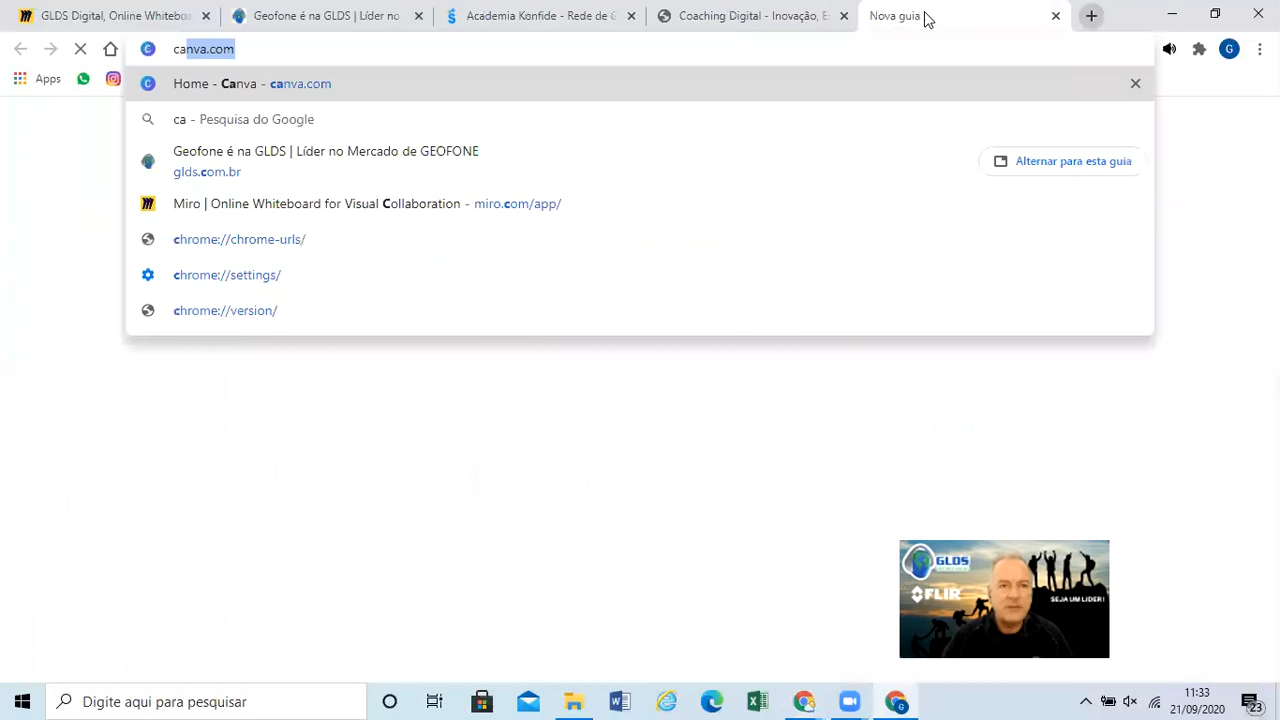 GLDS Digital, Online Whitebo
Geofone é na GLDS | Líder no
Academia Konfide - Rede de
Coaching Digital - Inovação, E
Nova guia
canva.com
G
Apps
Home - Canva - canva.com
ca - Pesquisa do Google
Geofone é na GLDS | Líder no Mercado de GEOFONE
glds.com.br
Alternar para esta guia
Miro | Online Whiteboard for Visual Collaboration - miro.com/app/
chrome://chrome-urls/
chrome://settings/
chrome://version/
GLDS
FLIR
SEJA UM LIDER!
Digite aqui para pesquisar
11:33
21/09/2020
23